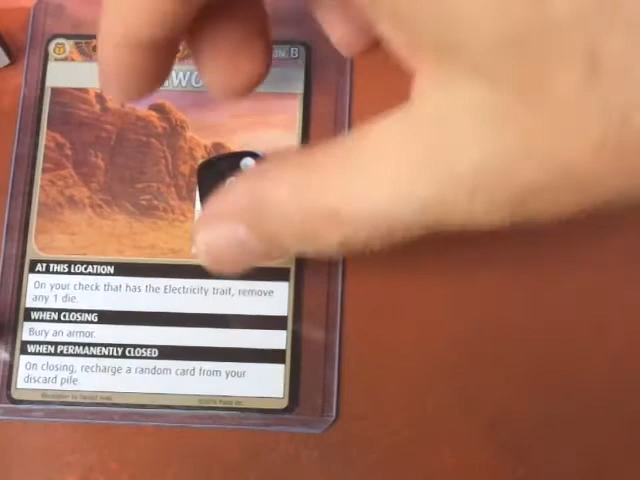 B
AT THIS LOCATION
On your check that has the Electricity trait, remove
any 1 die.
WHEN CLOSING
Bury an armor.
WHEN PERMANENTLY CLOSED
On closing, recharge a random card from your
discard pile.